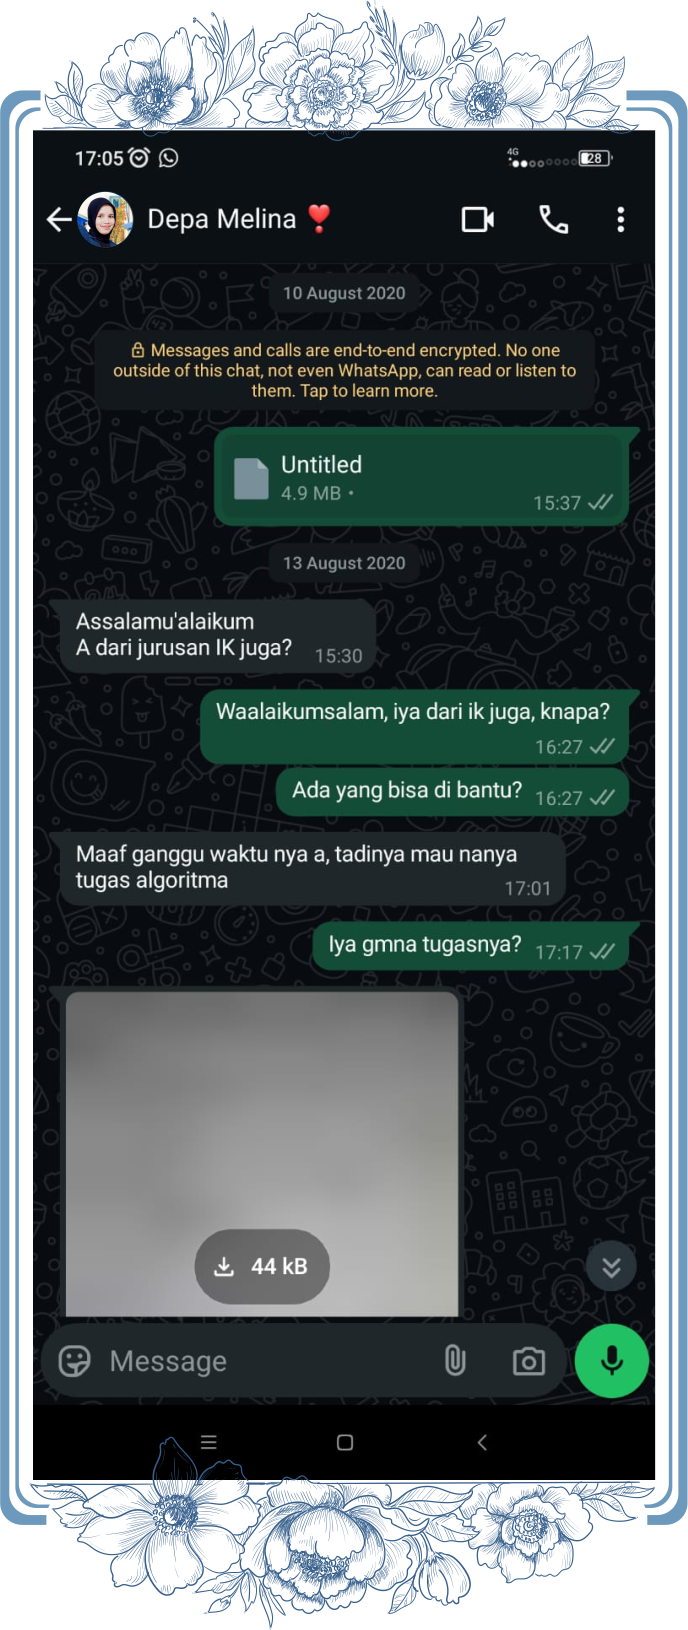 17:05
4G
28
Depa Melina
10 August 2020
Messages and calls are end-to-end encrypted. No one
outside of this chat, not even WhatsApp, can read or listen to
them. Tap to learn more.
Untitled
4.9 MB •
15:37
13 August 2020
Assalamu'alaikum
A dari jurusan IK juga?
15:30
Waalaikumsalam, iya dari ik juga, knapa?
16:27
Ada yang bisa di bantu?
16:27
Maaf ganggu waktu nya a, tadinya mau nanya
tugas algoritma
17:01
Iya gmna tugasnya?
17:17
44 kB
Message